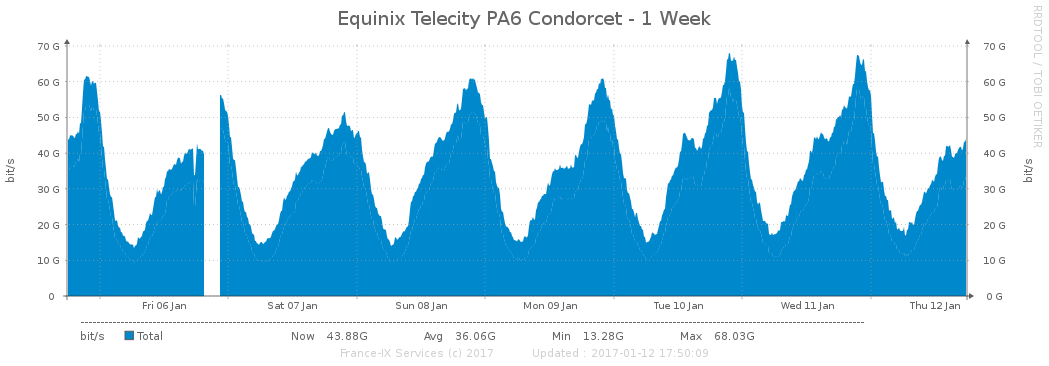 Equinix Telecity PA6 Condorcet - 1 Week
RRDTOOL / TOBI OETIKER
bit/s
70 G
60 G
50 G
40 G
30 G
20 G
10 G
0
70 G
60 G
50 G
40 G
30 G
20 G
10 G
0 G
bit/s
Fri 06 Jan Sat 07 Jan Sun 08 Jan Mon 09 Jan Tue 10 Jan Wed 11 Jan Thu 12 Jan
bit/s Total Now 43.88G Avg 36.06G Min 13.28G Max 68.03G
France-IX Services (c) 2017 Updated : 2017-01-12 17:50:09